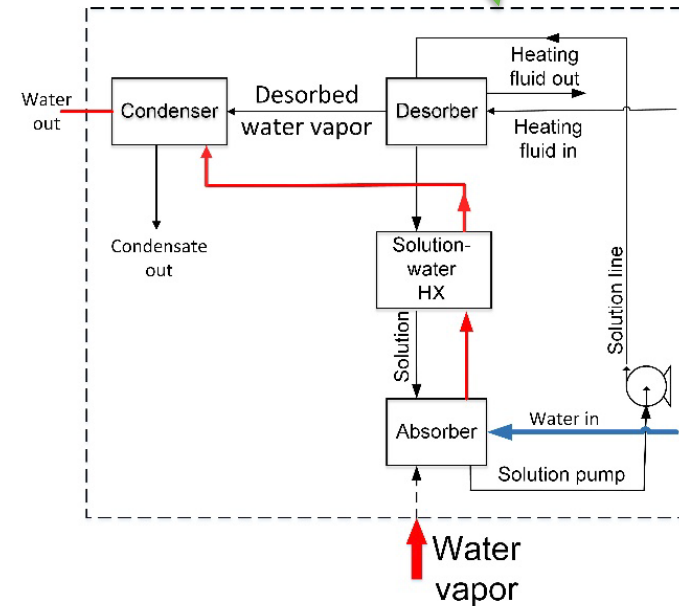 Heating
fluid out
Water
out
Condenser
Desorbed
water vapor
Desorber
Heating
fluid in
Condensate
out
Solution-
water
HX
Solution line
Solution
Absorber
Water in
Solution pump
Water
vapor